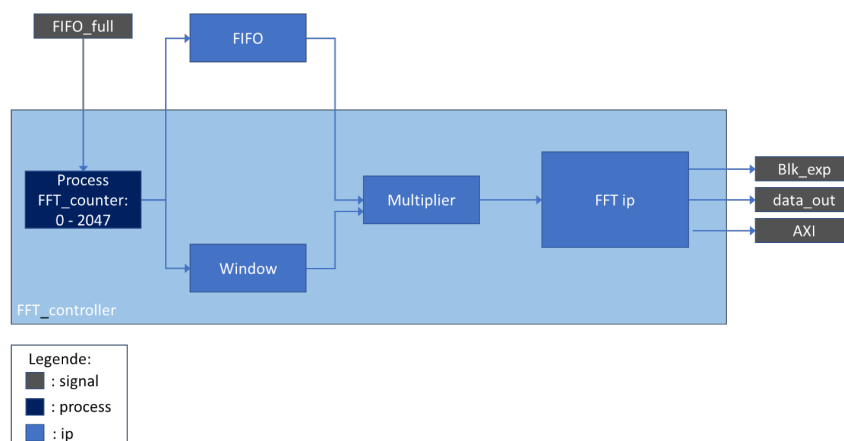 FIFO_full
FIFO
Process
FFT_counter:
0 - 2047
Multiplier
FFT ip
Blk_exp
data_out
AXI
Window
FFT_controller
Legende:
: signal
: process
: ip